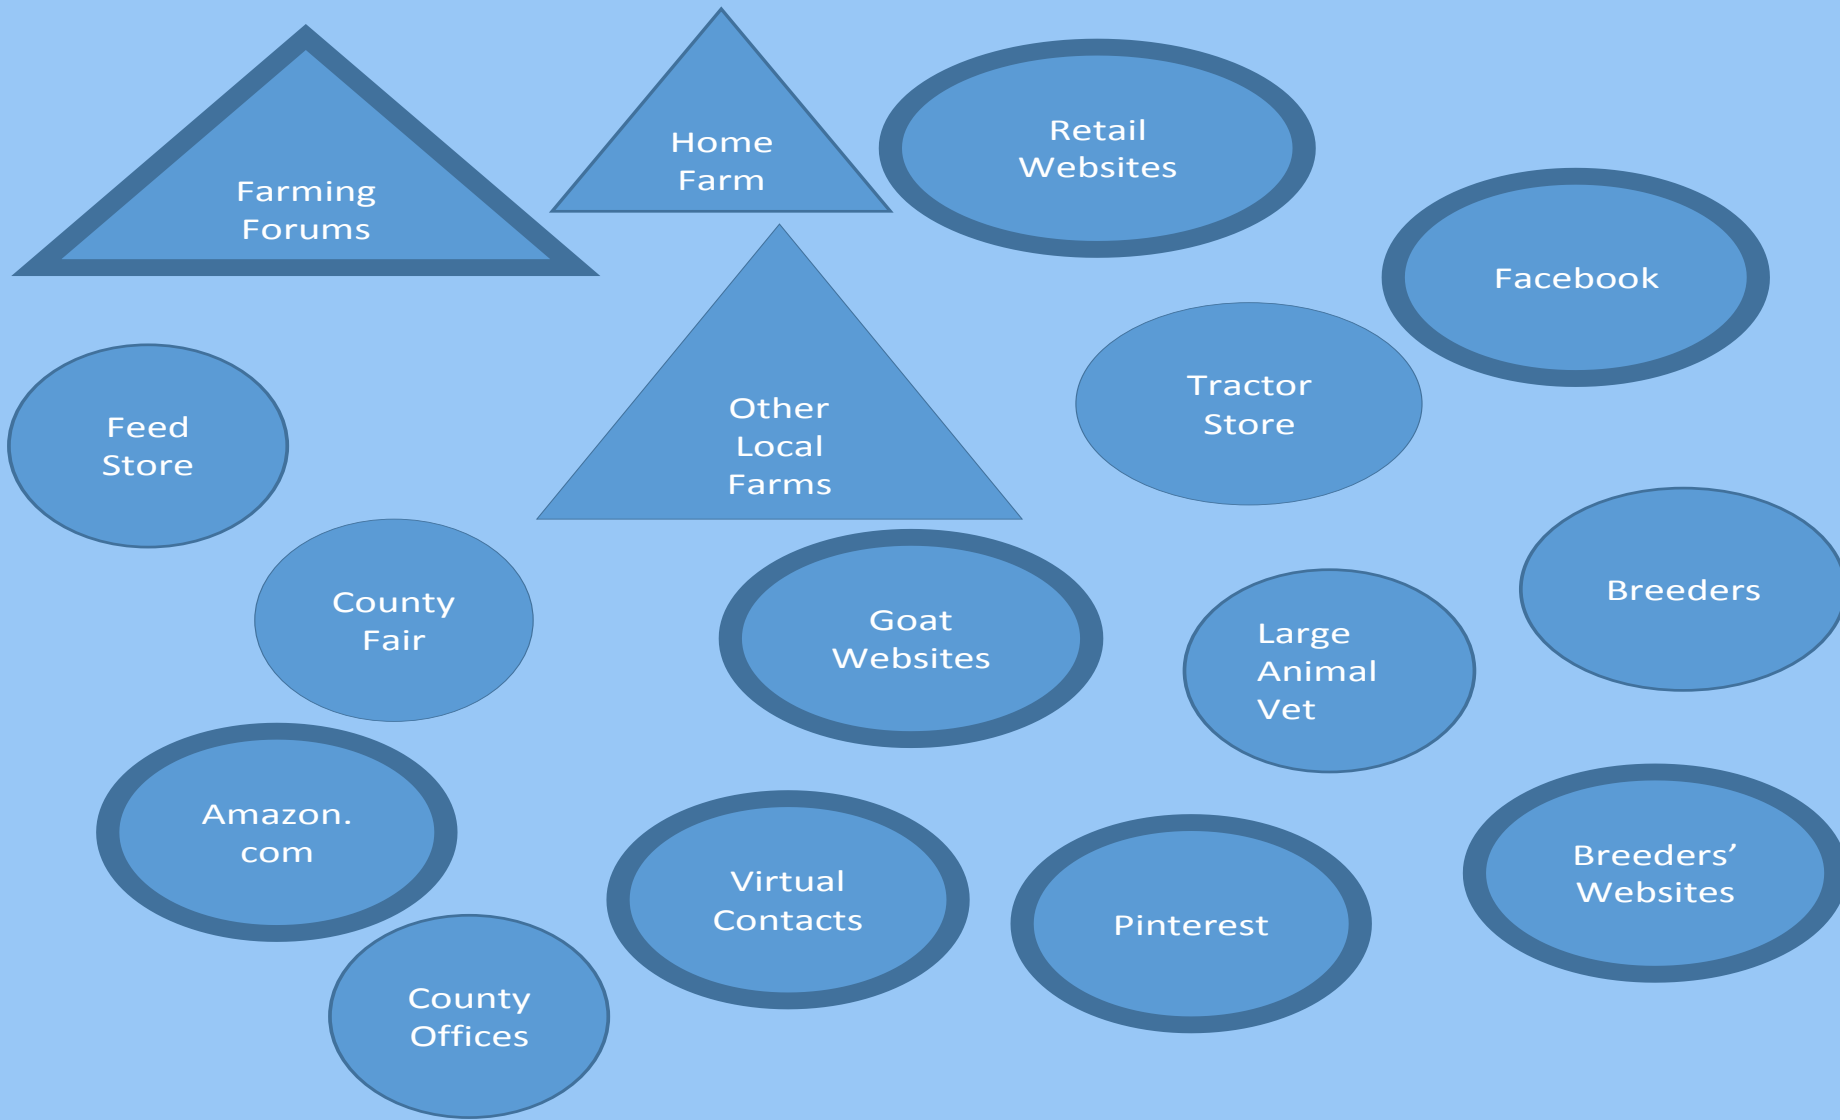 Farming
Forums
Home
Farm
Retail
Websites
Facebook
Feed
Store
Other
Local
Farms
Tractor
Store
County
Fair
Goat
Websites
Large
Animal
Vet
Breeders
Amazon.
com
Virtual
Contacts
Pinterest
Breeders’
Websites
County
Offices